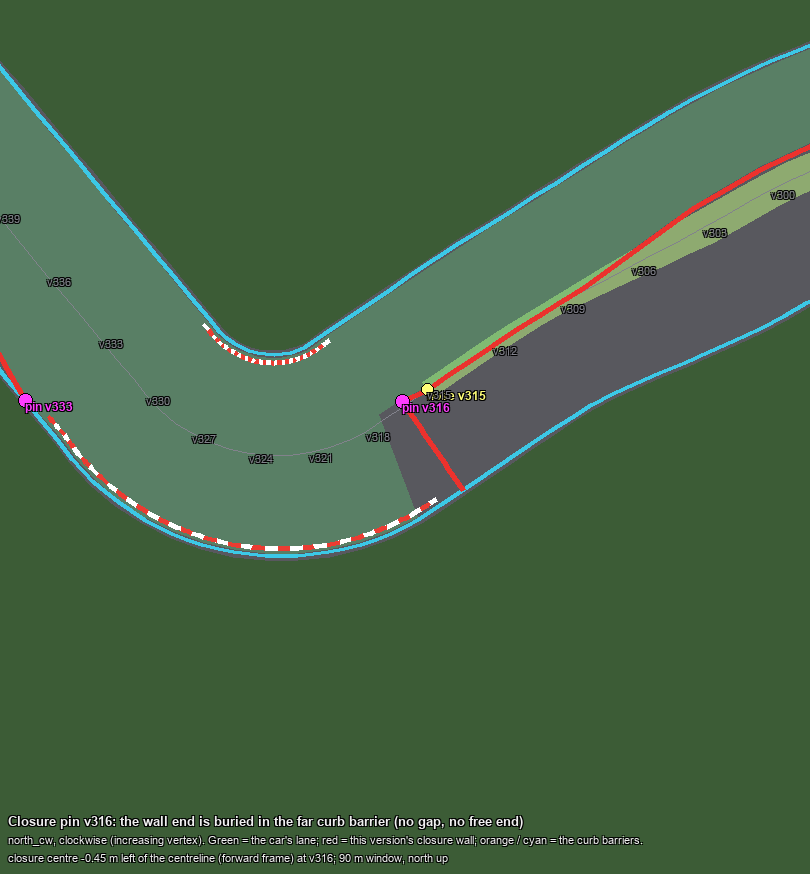 v300
v303
v306
v309
v312
v315
pin v316
v318
v321
v324
v327
v330
v333
v336
v339
pin v333
Closure pin v316: the wall end is buried in the far curb barrier (no gap, no free end)
north_cw, clockwise (increasing vertex). Green = the car's lane; red = this version's closure wall; orange / cyan = the curb barriers.
closure centre -0.45 m left of the centreline (forward frame) at v316; 90 m window, north up